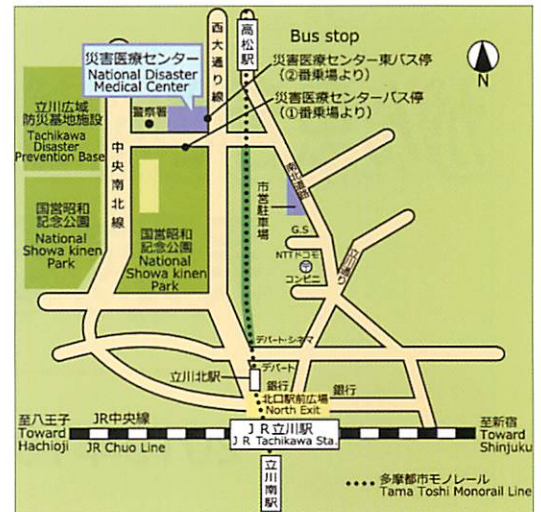 災害医療センター
National Disaster
Medical Center
西大通り線
高松駅
Bus stop
災害医療センター東バス停
(②番乗場より)
災害医療センターバス停
(①番乗場より)
N
立川広域
防災基地施設
Tachikawa
Disaster
Prevention Base
警察署
中央南北線
南北道路
市営駐車場
国営昭和
記念公園
National
Showa kinen
Park
国営昭和
記念公園
National
Showa kinen
Park
G.S
NTTドコモ
コンビニ
立川通り
デパート・シネマ
デパート
立川北駅
銀行
銀行
北口駅前広場
North Exit
至八王子
Toward
Hachioji
JR中央線
JR Chuo Line
JR立川駅
JR Tachikawa Sta.
至新宿
Toward
Shinjuku
立川南駅
多摩都市モノレール
Tama Toshi Monorail Line